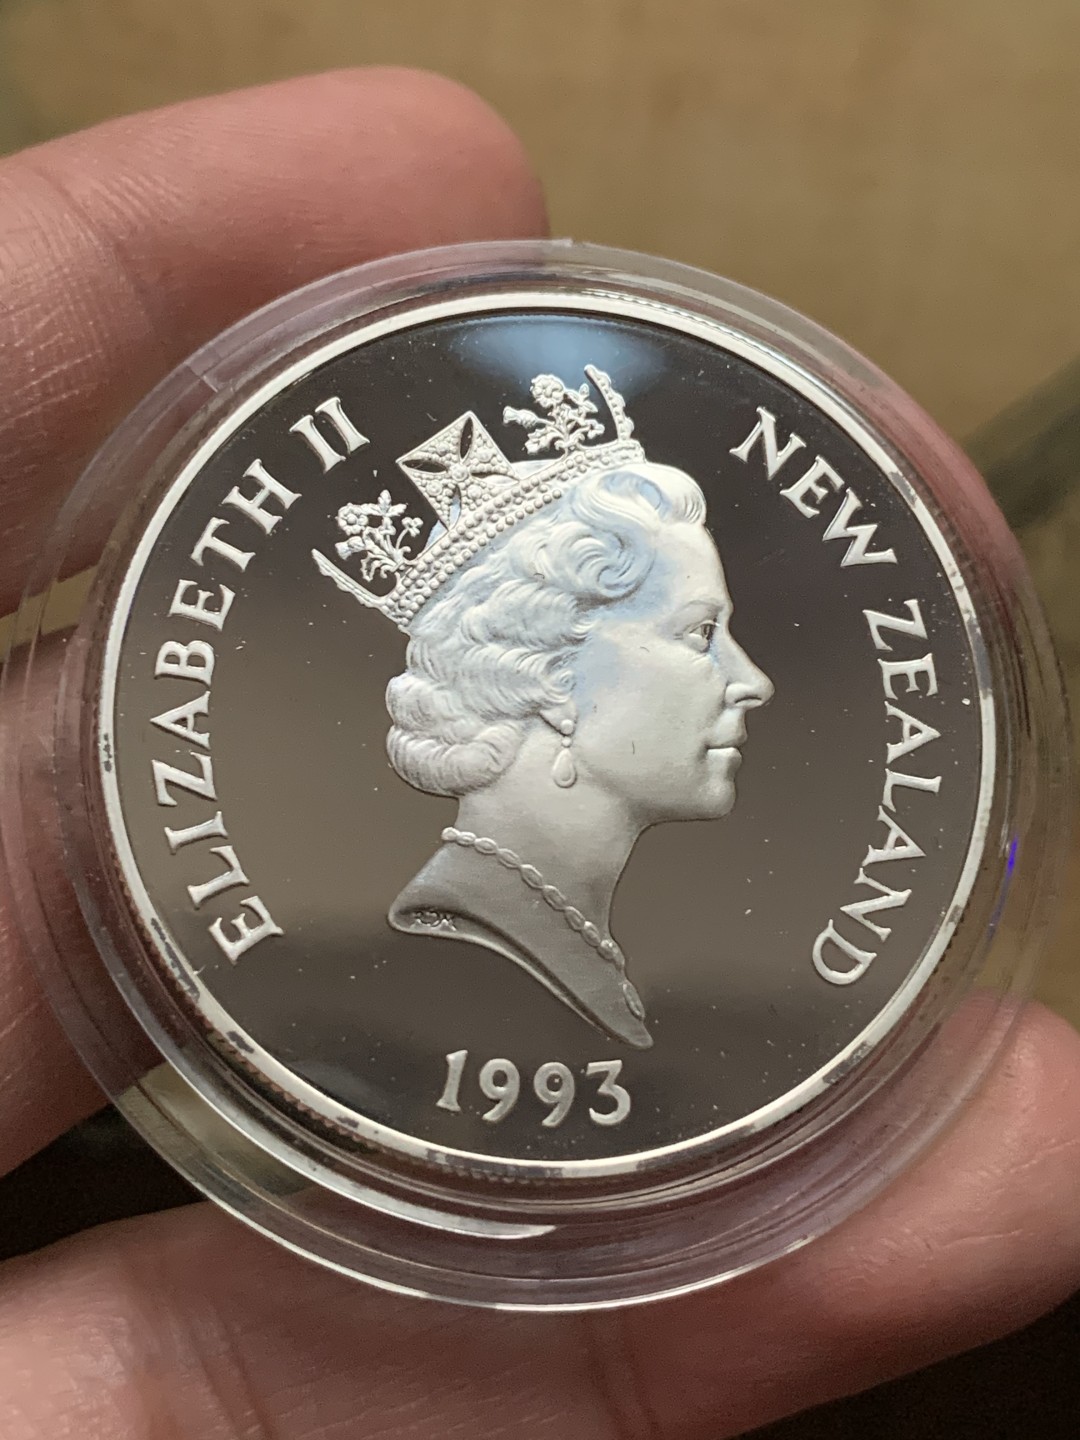 ELIZABETH II
NEW ZEALAND
1993